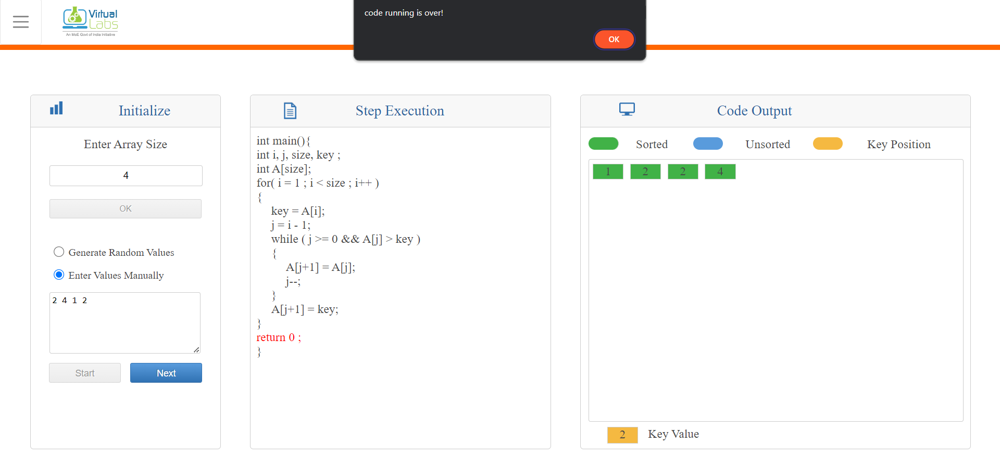 code running is over!
OK
Virtual
Labs
An MoE Govt of India Initiative
Initialize
Enter Array Size
4
OK
Generate Random Values
Enter Values Manually
2 4 1 2
Start
Next
Step Execution
int main(){
int i, j, size, key ;
int A[size];
for( i = 1 ; i < size ; i++ )
{
key = A[i];
j = i - 1;
while ( j >= 0 && A[j] > key )
{
A[j+1] = A[j];
j--;
}
A[j+1] = key;
}
return 0 ;
}
Code Output
Sorted
Unsorted
Key Position
1 2 2 4
2 Key Value